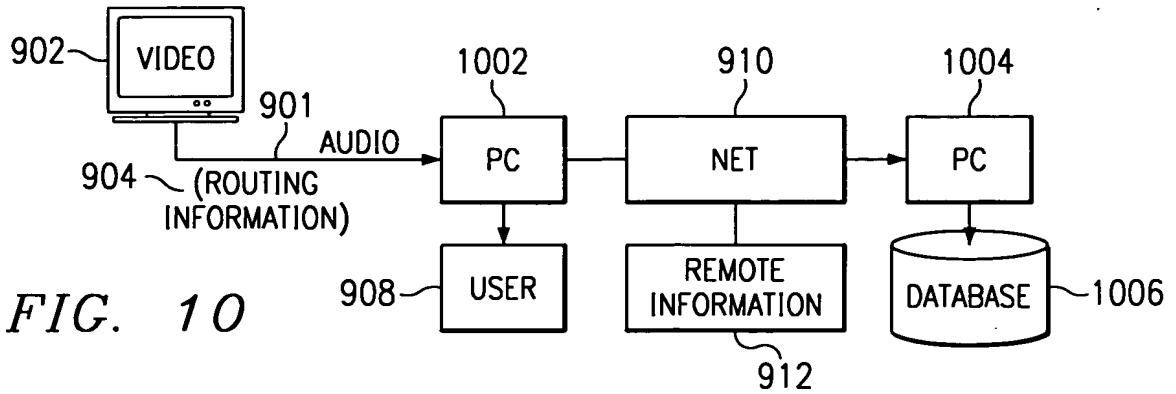 902
VIDEO
901
AUDIO
904
(ROUTING
INFORMATION)
1002
PC
910
NET
1004
PC
908
USER
REMOTE
INFORMATION
912
DATABASE
1006
FIG. 10